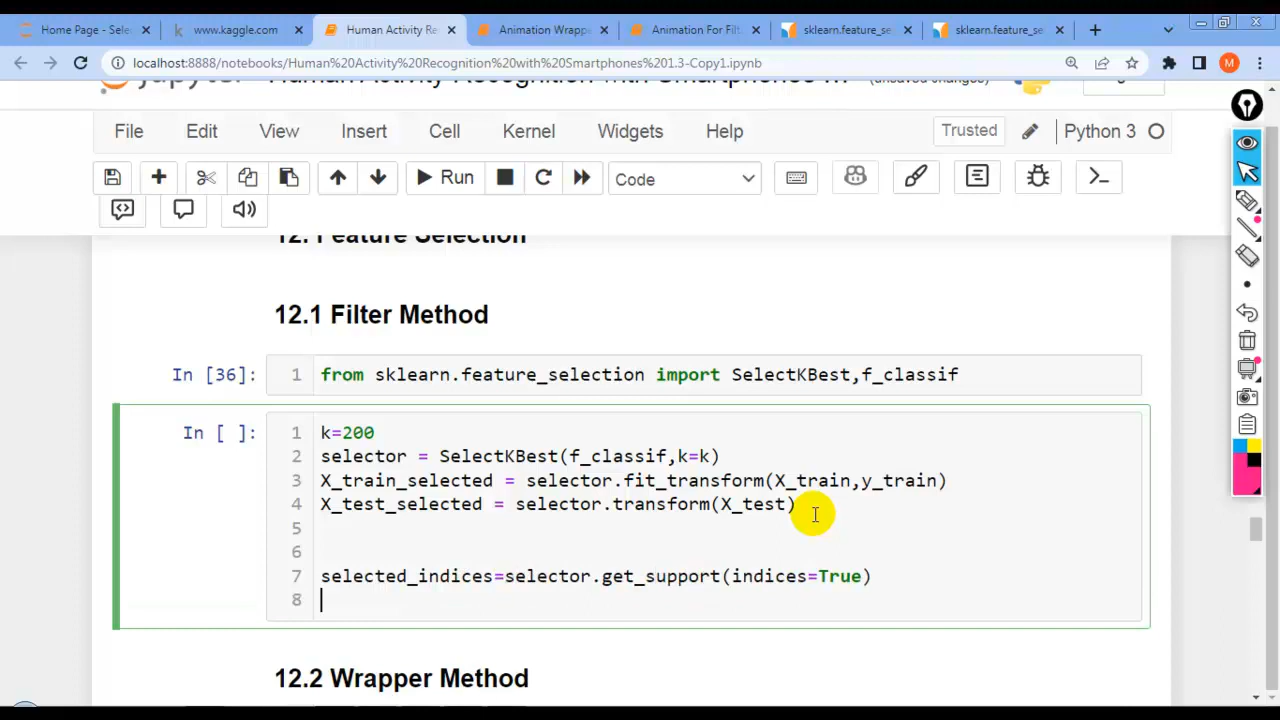 Home Page - Sele
www.kaggle.com
Human Activity Re
Animation Wrappe
Animation For Filt
sklearn.feature_se
sklearn.feature_se
localhost:8888/notebooks/Human%20Activity%20Recognition%20with%20Smartphones%201.3-Copy1.ipynb
M
jupyter Human Activity Recognition with Smartphones 1... (unsaved changes)
File Edit View Insert Cell Kernel Widgets Help
Trusted
Python 3
Run
Code
12. Feature Selection
12.1 Filter Method
In [36]: 1 from sklearn.feature_selection import SelectKBest,f_classif
In [ ]: 1 k=200
2 selector = SelectKBest(f_classif,k=k)
3 X_train_selected = selector.fit_transform(X_train,y_train)
4 X_test_selected = selector.transform(X_test)
5
6
7 selected_indices=selector.get_support(indices=True)
8
12.2 Wrapper Method